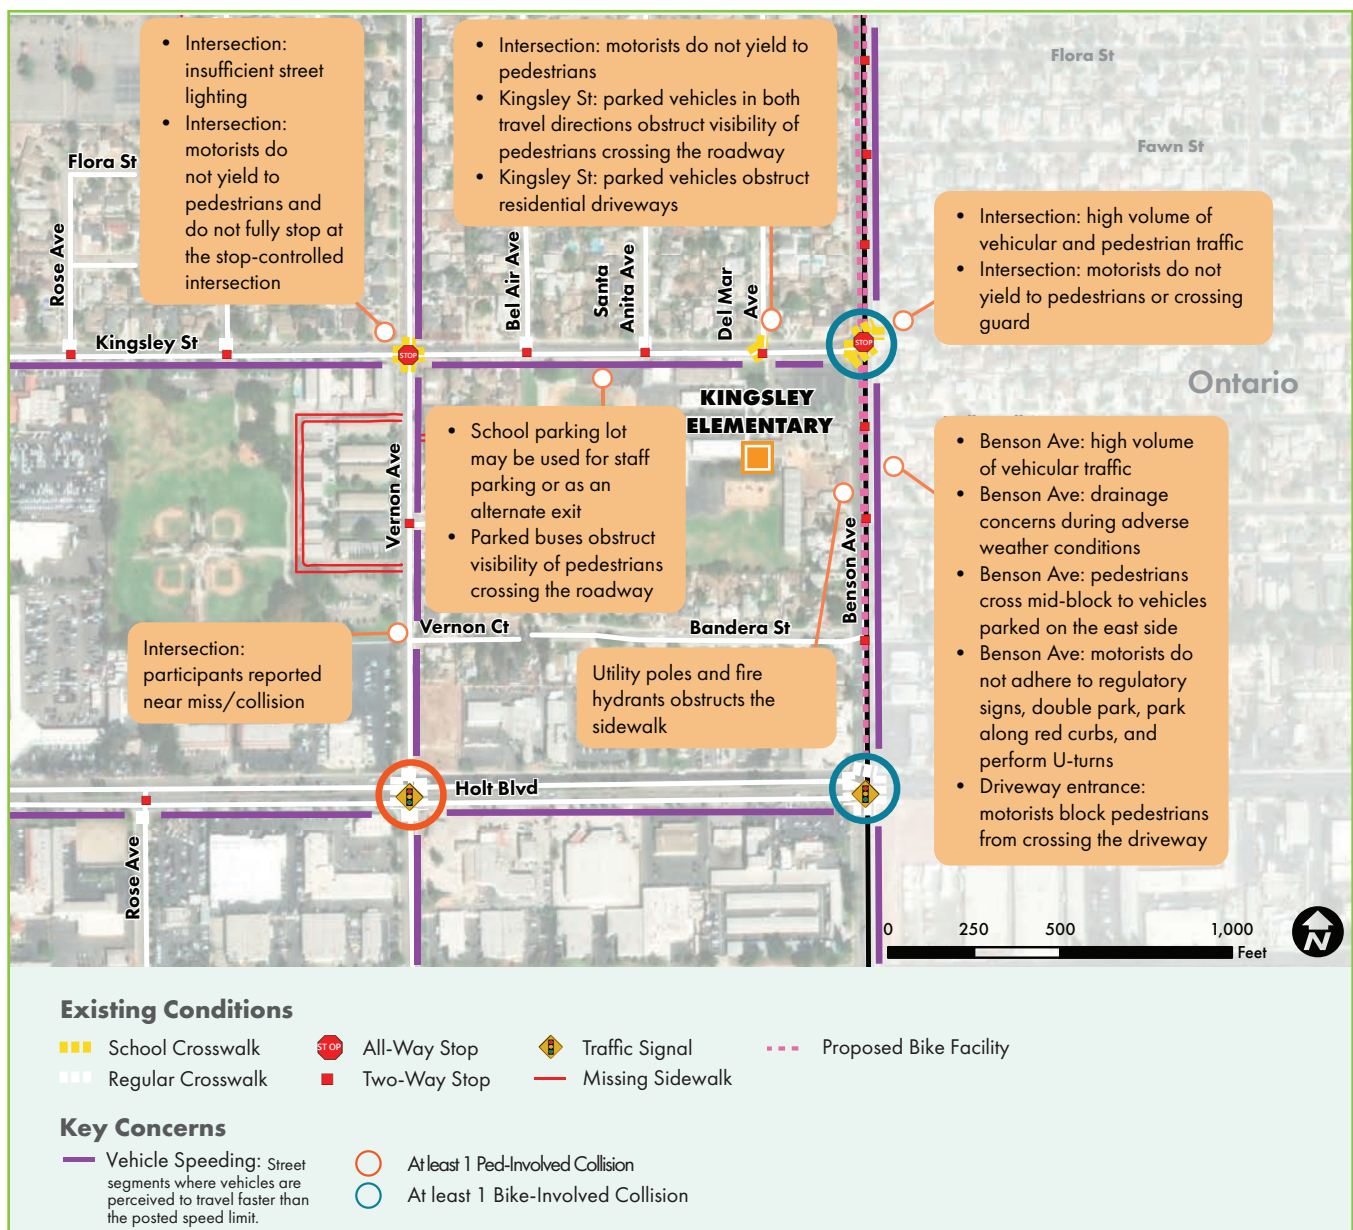 • Intersection:
insufficient street
lighting
• Intersection:
motorists do
not yield to
pedestrians and
do not fully stop at
the stop-controlled
intersection
• Intersection: motorists do not yield to
pedestrians
• Kingsley St: parked vehicles in both
travel directions obstruct visibility of
pedestrians crossing the roadway
• Kingsley St: parked vehicles obstruct
residential driveways
Flora St
Fawn St
• Intersection: high volume of
vehicular and pedestrian traffic
• Intersection: motorists do not
yield to pedestrians or crossing
guard
Flora St
Rose Ave
Kingsley St
Bel Air Ave
Santa
Anita Ave
Del Mar
Ave
STOP
STOP
Ontario
KINGSLEY
ELEMENTARY
Vernon Ave
• School parking lot
may be used for staff
parking or as an
alternate exit
• Parked buses obstruct
visibility of pedestrians
crossing the roadway
Benson Ave
• Benson Ave: high volume
of vehicular traffic
• Benson Ave: drainage
concerns during adverse
weather conditions
• Benson Ave: pedestrians
cross mid-block to vehicles
parked on the east side
• Benson Ave: motorists do
not adhere to regulatory
signs, double park, park
along red curbs, and
perform U-turns
• Driveway entrance:
motorists block pedestrians
from crossing the driveway
Vernon Ct
Bandera St
Intersection:
participants reported
near miss/collision
Utility poles and fire
hydrants obstructs the
sidewalk
Holt Blvd
Rose Ave
0 250 500 1,000
Feet
N
Existing Conditions
School Crosswalk
STOP All-Way Stop
Traffic Signal
Proposed Bike Facility
Regular Crosswalk
Two-Way Stop
Missing Sidewalk
Key Concerns
Vehicle Speeding: Street
segments where vehicles are
perceived to travel faster than
the posted speed limit.
At least 1 Ped-Involved Collision
At least 1 Bike-Involved Collision